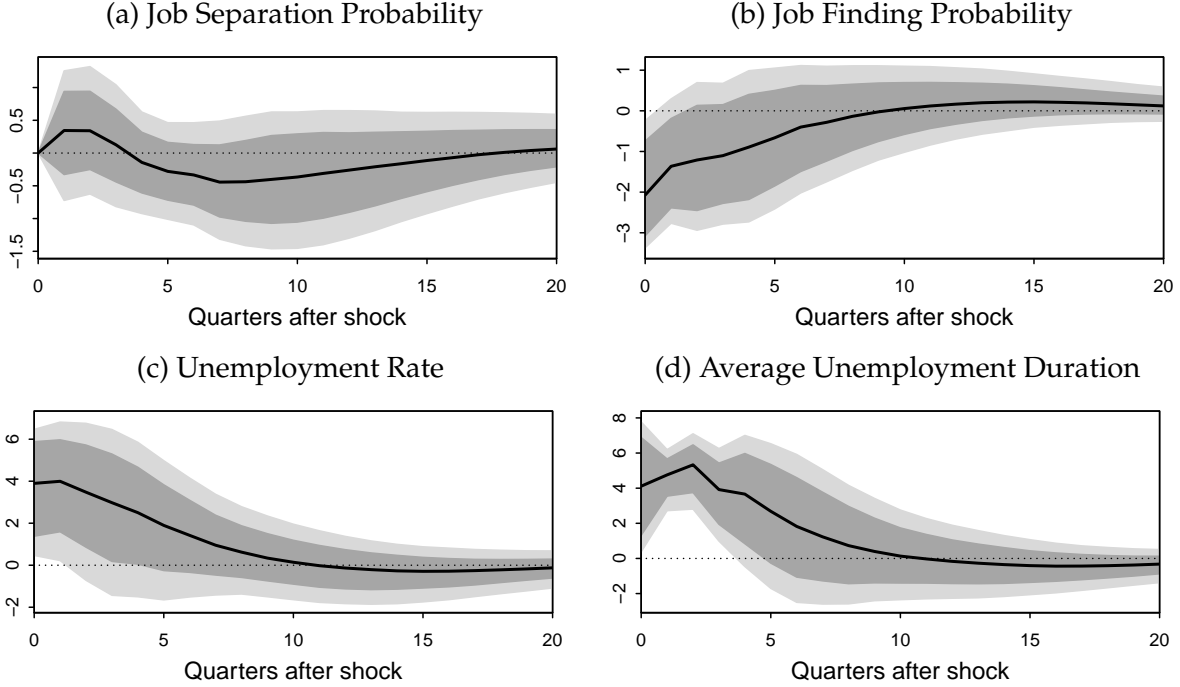 (a) Job Separation Probability
0.5
−0.5
−1.5
0 5 10 15 20
Quarters after shock
(b) Job Finding Probability
1
0
−1
−2
−3
0 5 10 15 20
Quarters after shock
(c) Unemployment Rate
6
4
2
0
−2
0 5 10 15 20
Quarters after shock
(d) Average Unemployment Duration
8
6
4
2
0
−2
0 5 10 15 20
Quarters after shock